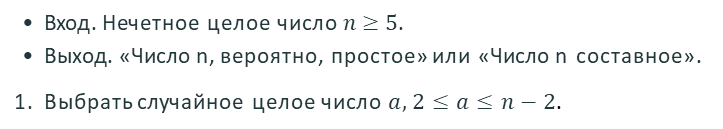 • Вход. Нечетное целое число n ≥ 5.
• Выход. «Число n, вероятно, простое» или «Число n составное».
1. Выбрать случайное целое число a, 2 ≤ a ≤ n − 2.